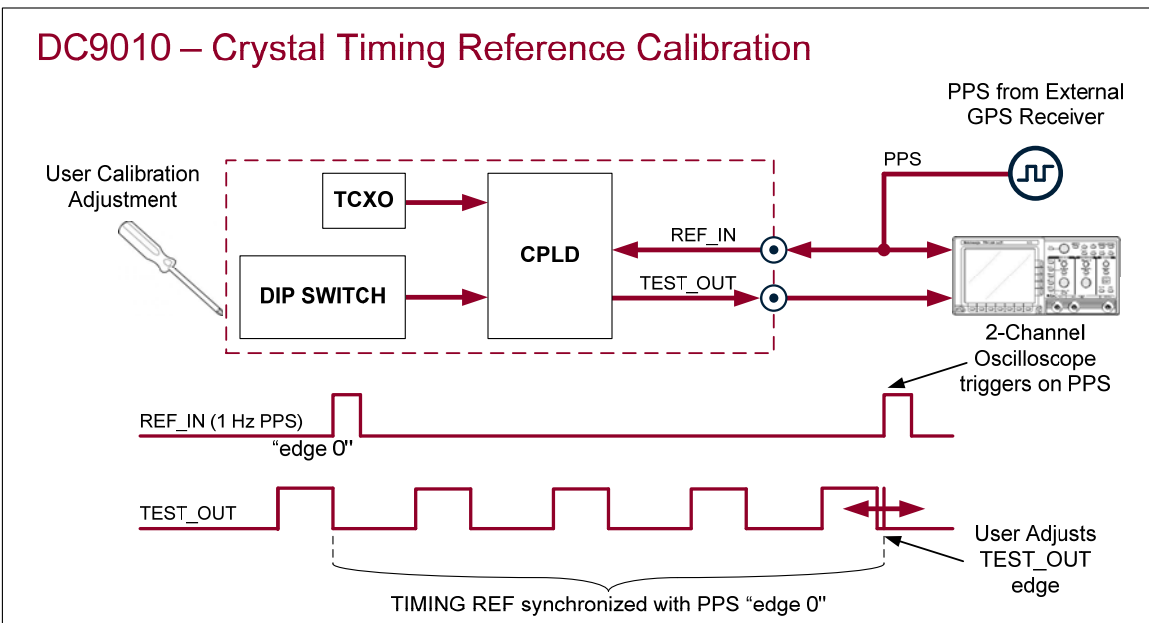 DC9010 – Crystal Timing Reference Calibration
PPS from External
GPS Receiver
User Calibration
Adjustment
PPS
TCXO
CPLD
REF_IN
DIP SWITCH
TEST_OUT
2-Channel
Oscilloscope
triggers on PPS
REF_IN (1 Hz PPS)
“edge 0"
TEST_OUT
User Adjusts
TEST_OUT
edge
TIMING REF synchronized with PPS “edge 0"